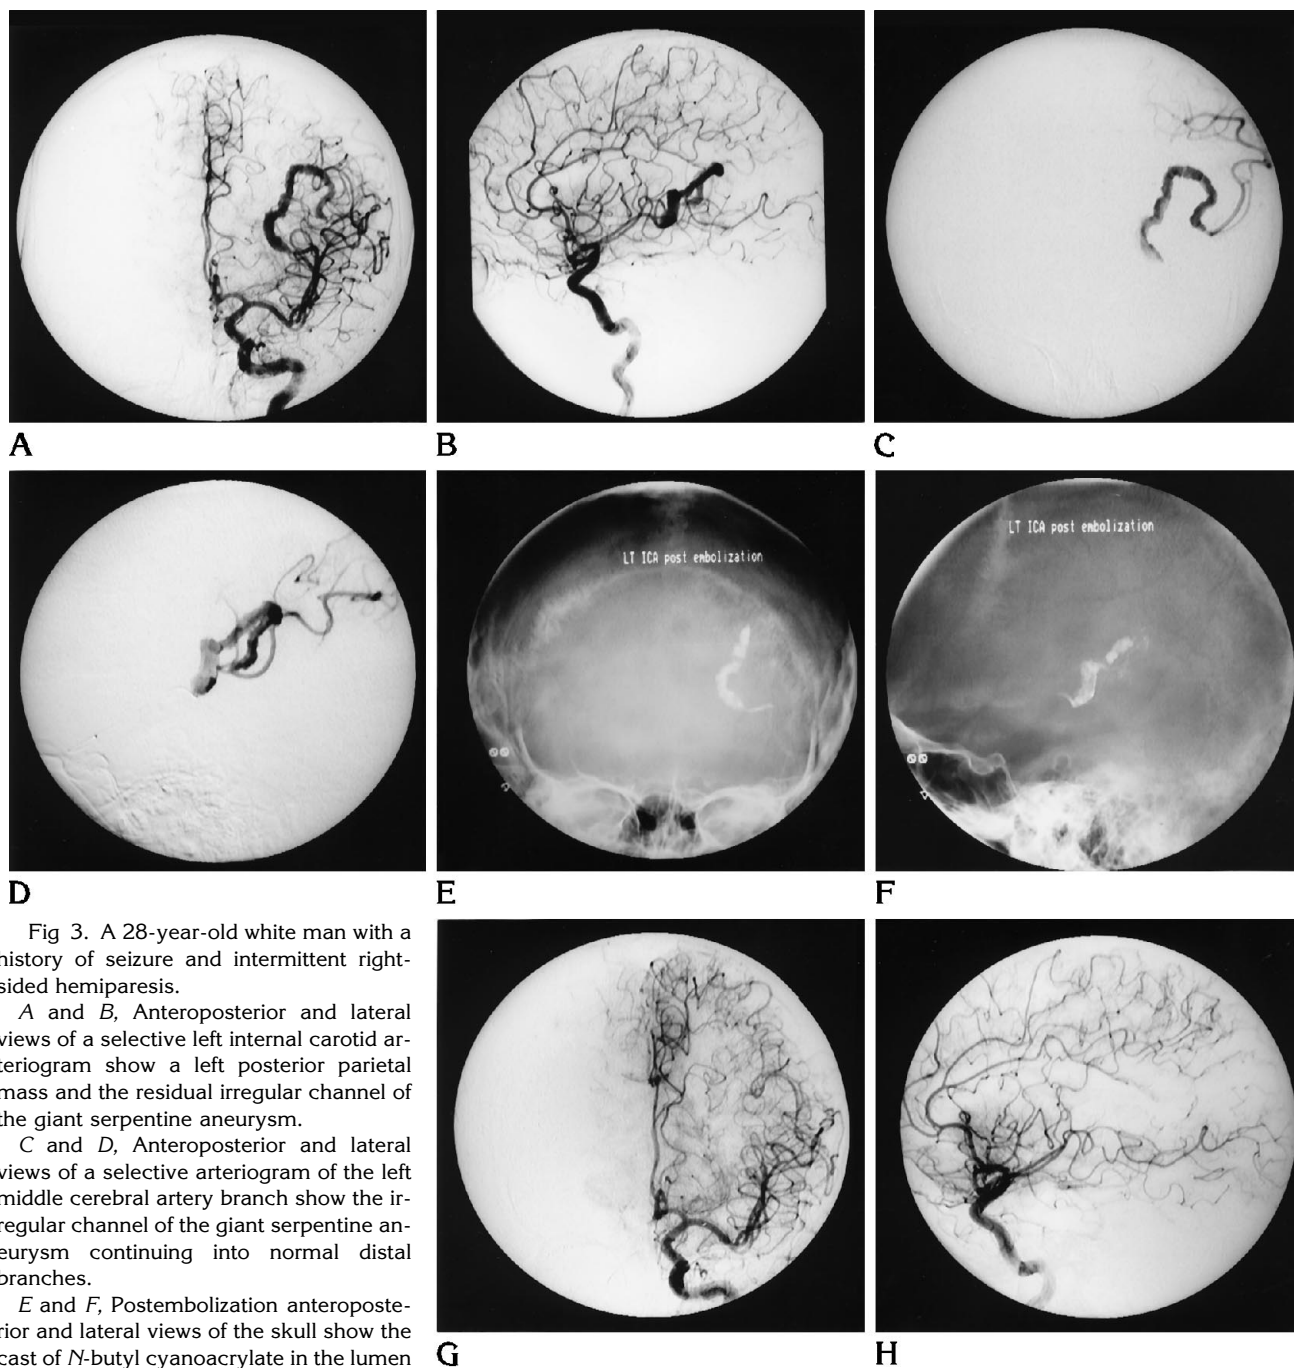 A
B
C
LT ICA post embolization
LT ICA post embolization
D
E
F
Fig 3. A 28-year-old white man with a
history of seizure and intermittent right-
sided hemiparesis.
A and B, Anteroposterior and lateral
views of a selective left internal carotid ar-
teriogram show a left posterior parietal
mass and the residual irregular channel of
the giant serpentine aneurysm.
C and D, Anteroposterior and lateral
views of a selective arteriogram of the left
middle cerebral artery branch show the ir-
regular channel of the giant serpentine an-
eurysm continuing into normal distal
branches.
E and F, Postembolization anteroposte-
rior and lateral views of the skull show the
cast of N-butyl cyanoacrylate in the lumen
G
H